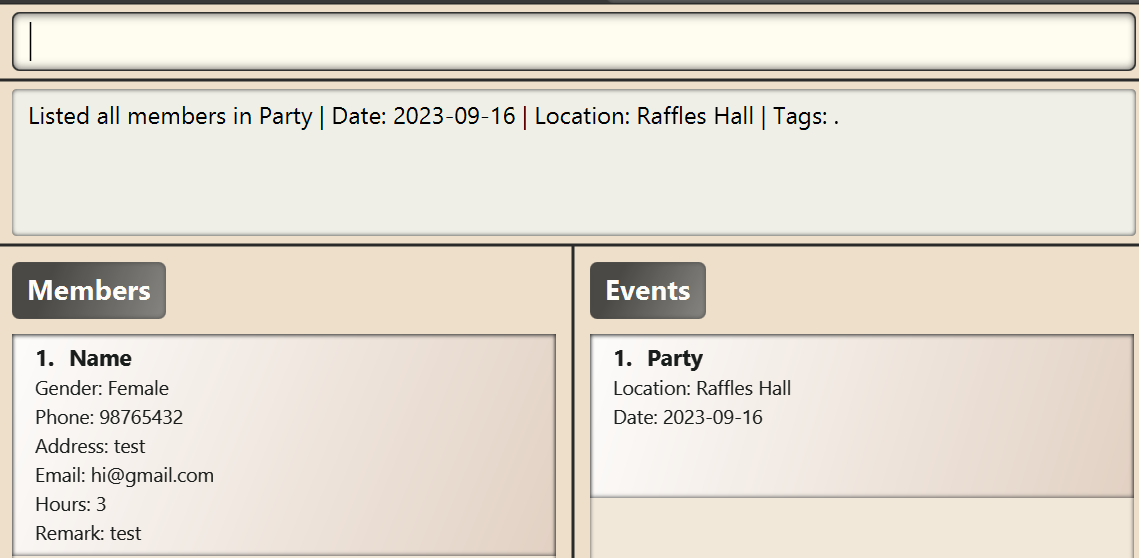 Listed all members in Party | Date: 2023-09-16 | Location: Raffles Hall | Tags: .
Members
1. Name
Gender: Female
Phone: 98765432
Address: test
Email: hi@gmail.com
Hours: 3
Remark: test
Events
1. Party
Location: Raffles Hall
Date: 2023-09-16